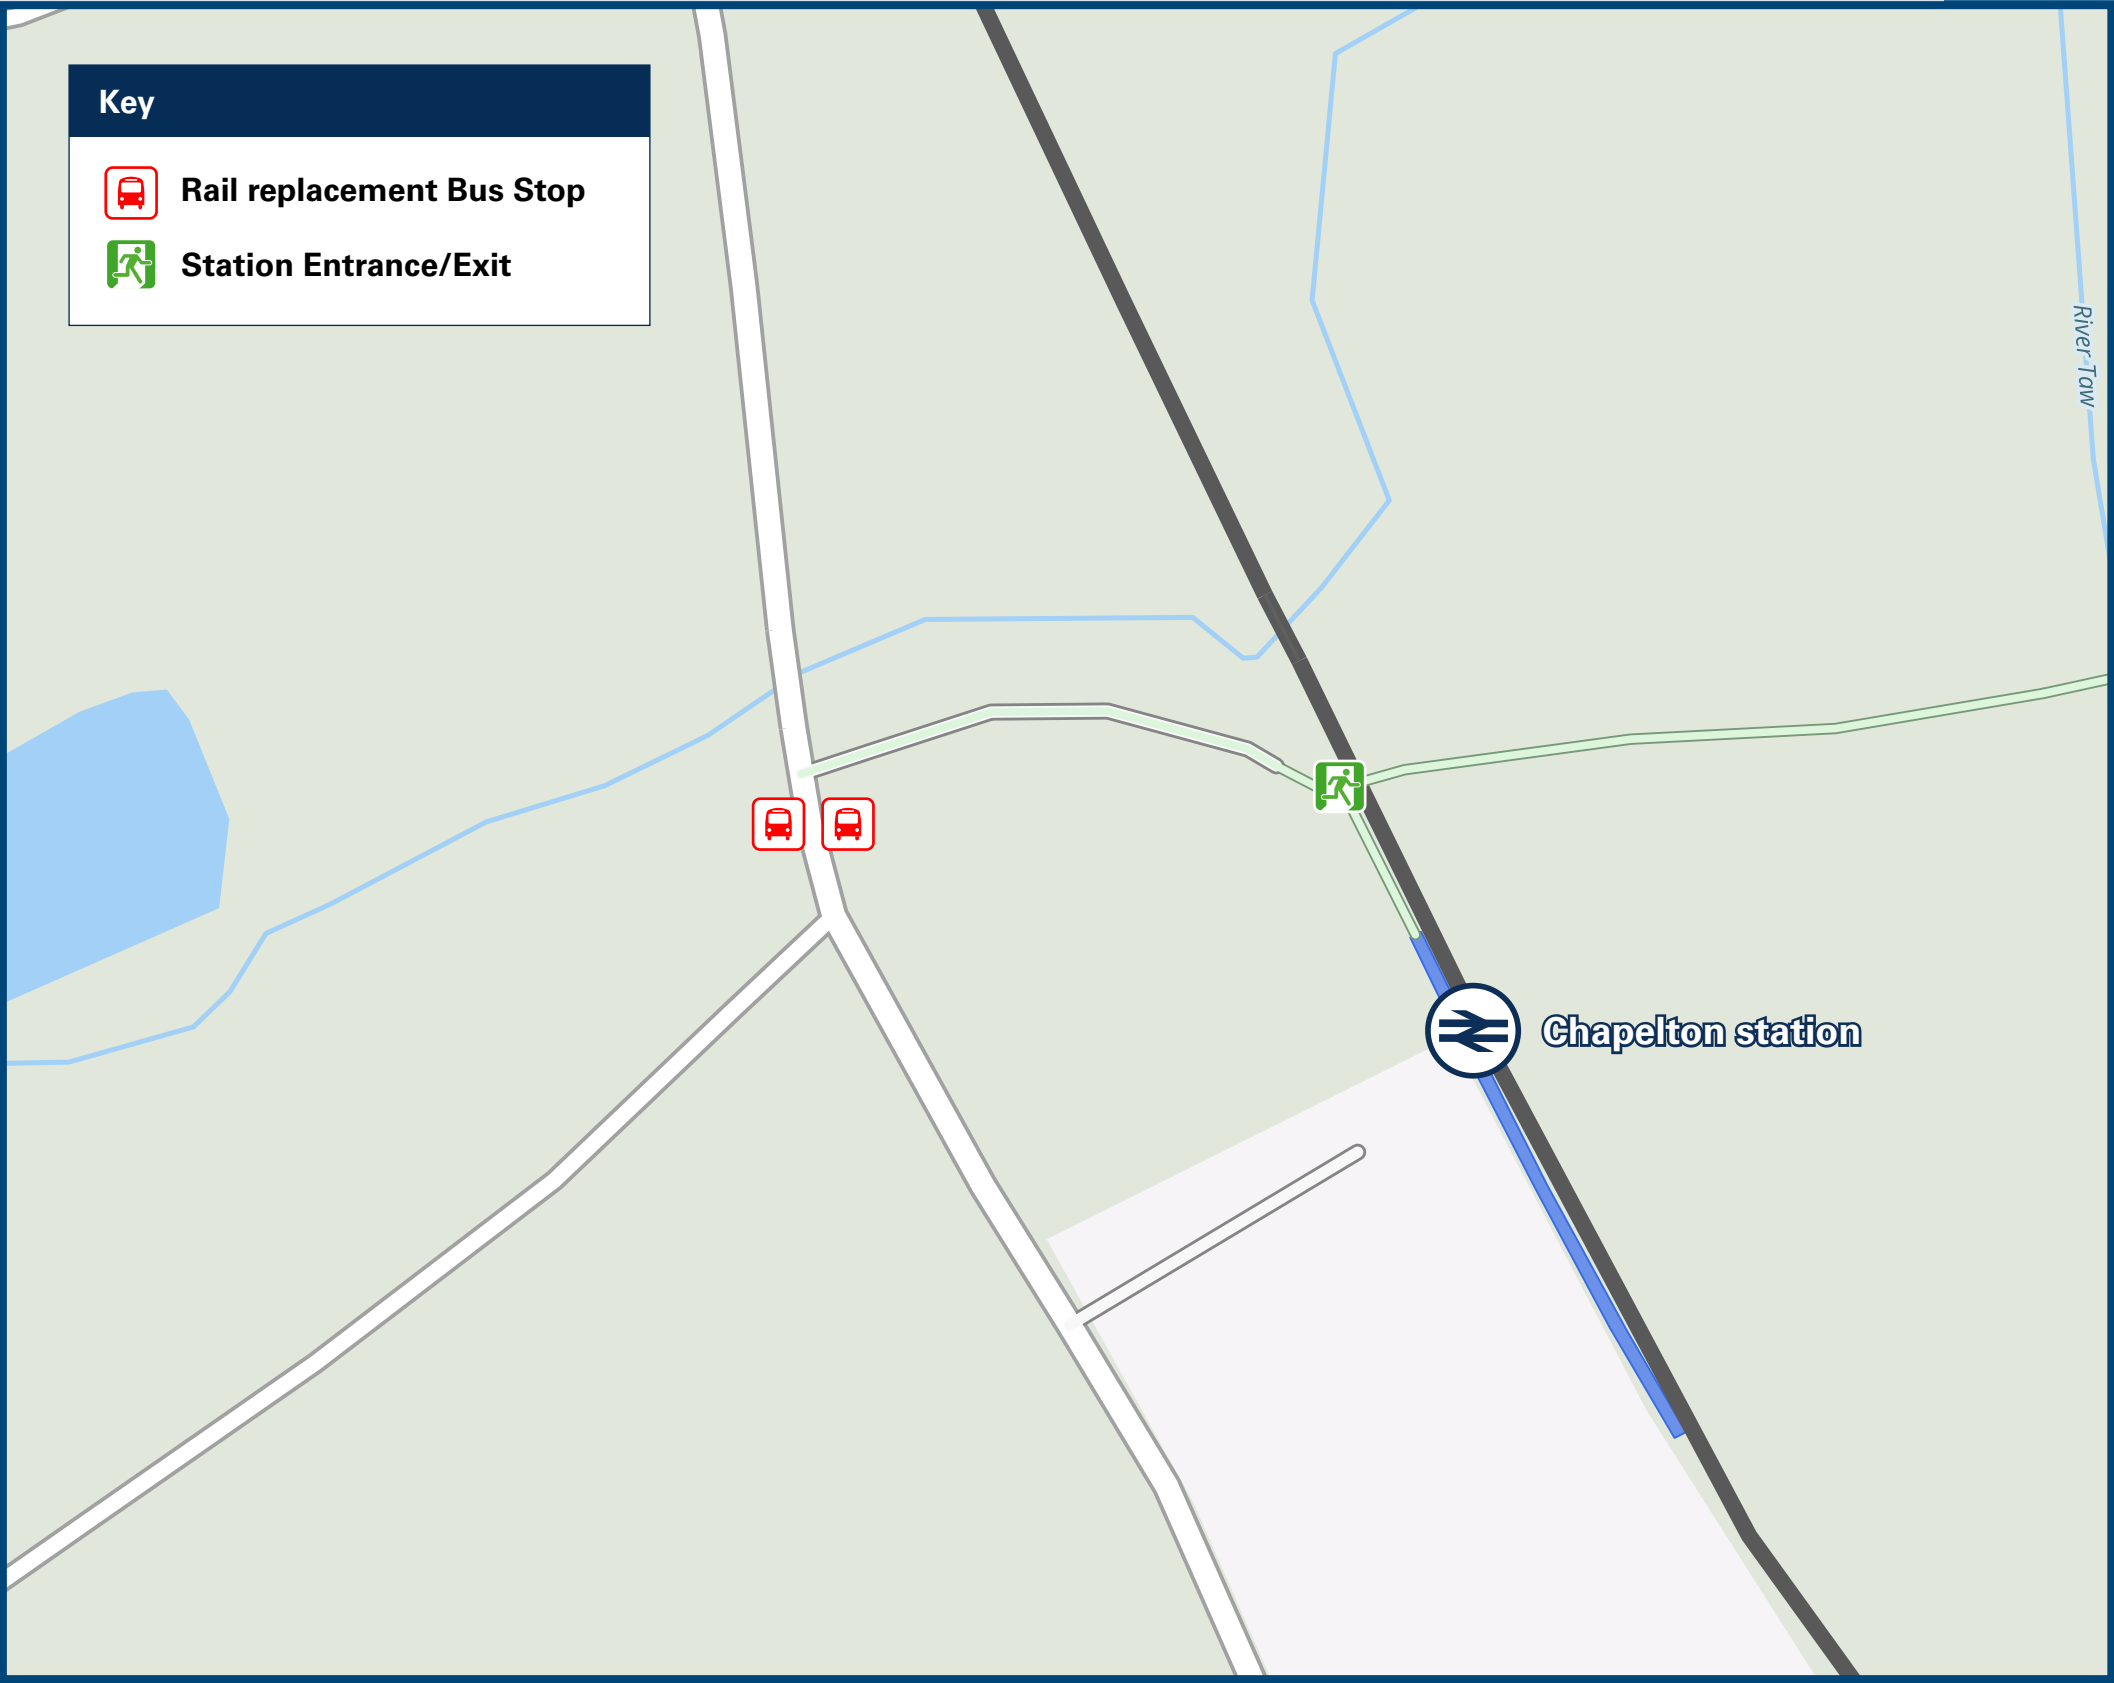 Key
Rail replacement Bus Stop
Station Entrance/Exit
River Taw
Chapelton station